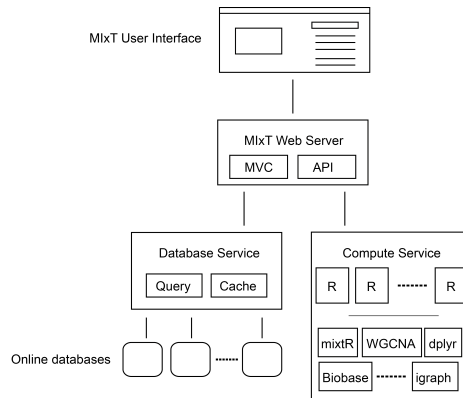 MIxT User Interface
MIxT Web Server
MVC API
Database Service
Query Cache
Compute Service
R R R
mixtR WGCNA dplyr
Biobase igraph
Online databases